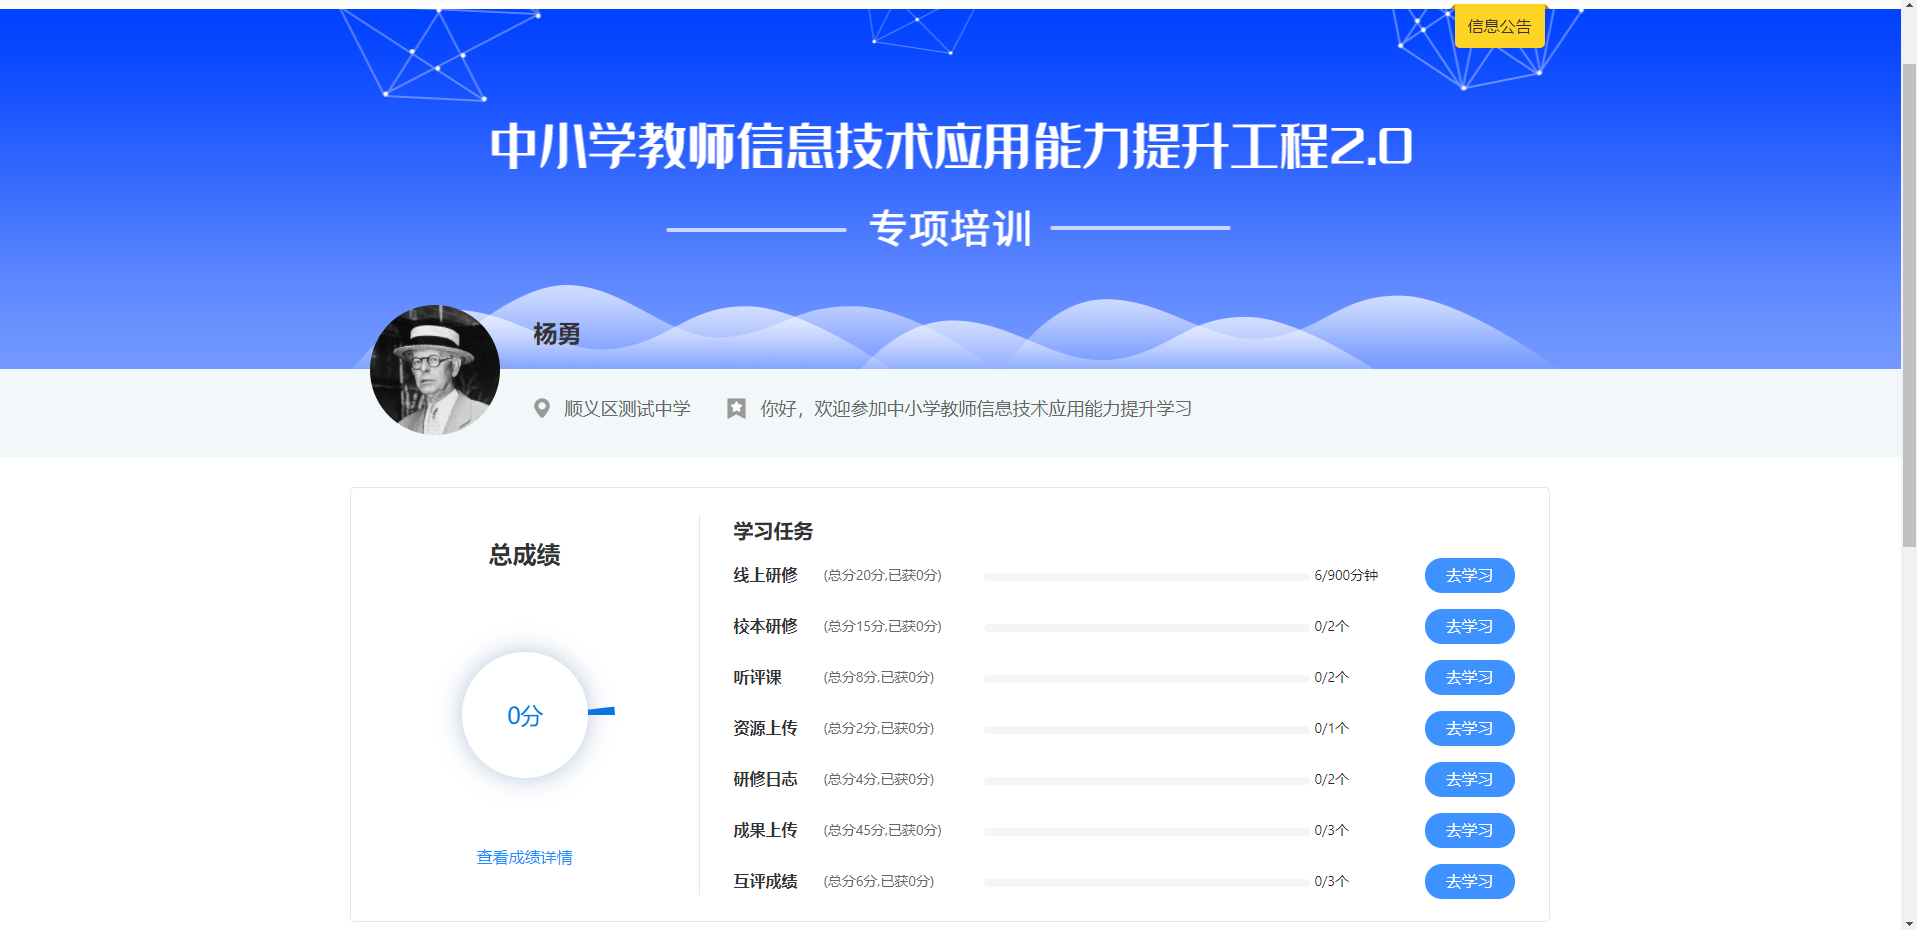 信息公告
中小学教师信息技术应用能力提升工程2.0
专项培训
杨勇
顺义区测试中学 你好，欢迎参加中小学教师信息技术应用能力提升学习
总成绩
0分
查看成绩详情
学习任务
线上研修 (总分20分,已获0分) 6/900分钟 去学习
校本研修 (总分15分,已获0分) 0/2个 去学习
听评课 (总分8分,已获0分) 0/2个 去学习
资源上传 (总分2分,已获0分) 0/1个 去学习
研修日志 (总分4分,已获0分) 0/2个 去学习
成果上传 (总分45分,已获0分) 0/3个 去学习
互评成绩 (总分6分,已获0分) 0/3个 去学习